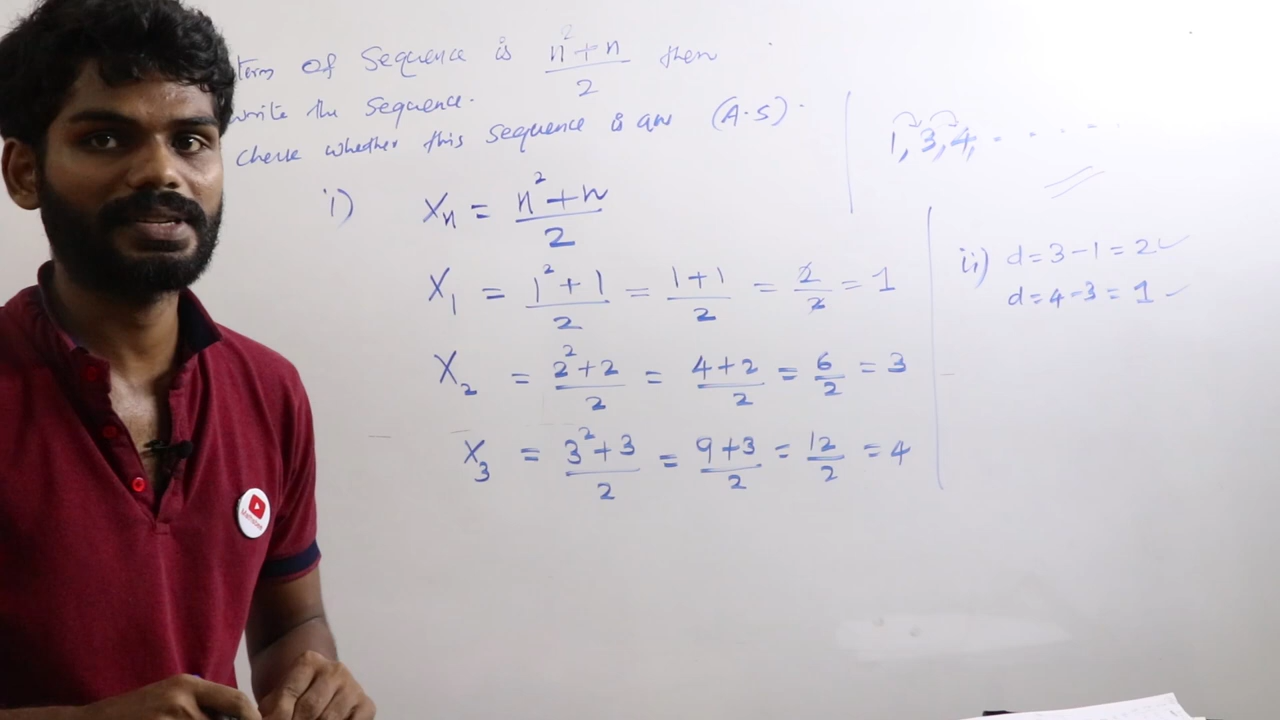 term of Sequence is n²+n/2 then
write the Sequence.
Check whether this Sequence is an (A.S).
1, 3, 4, . . . . .
i) Xn = n²+n/2
X₁ = 1²+1/2 = 1+1/2 = 2/2 = 1
X₂ = 2²+2/2 = 4+2/2 = 6/2 = 3
X₃ = 3²+3/2 = 9+3/2 = 12/2 = 4
ii) d = 3-1 = 2 ✓
d = 4-3 = 1 ✓